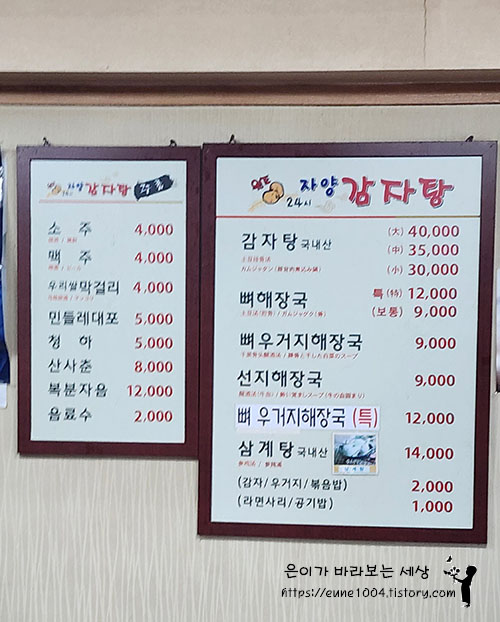 자양 감자탕 주류
소 주 4,000
맥 주 4,000
우리쌀막걸리 4,000
민들레대포 5,000
청 하 5,000
산사춘 8,000
복분자음 12,000
음료수 2,000
원조 24시 자양 감자탕
감자탕 국내산 (大) 40,000
(中) 35,000
(小) 30,000
뼈해장국 특(特) 12,000
(보통) 9,000
뼈우거지해장국 9,000
선지해장국 9,000
뼈 우거지해장국 (특) 12,000
삼계탕 국내산 14,000
(감자/우거지/볶음밥) 2,000
(라면사리/공기밥) 1,000
은이가 바라보는 세상
https://eune1004.tistory.com